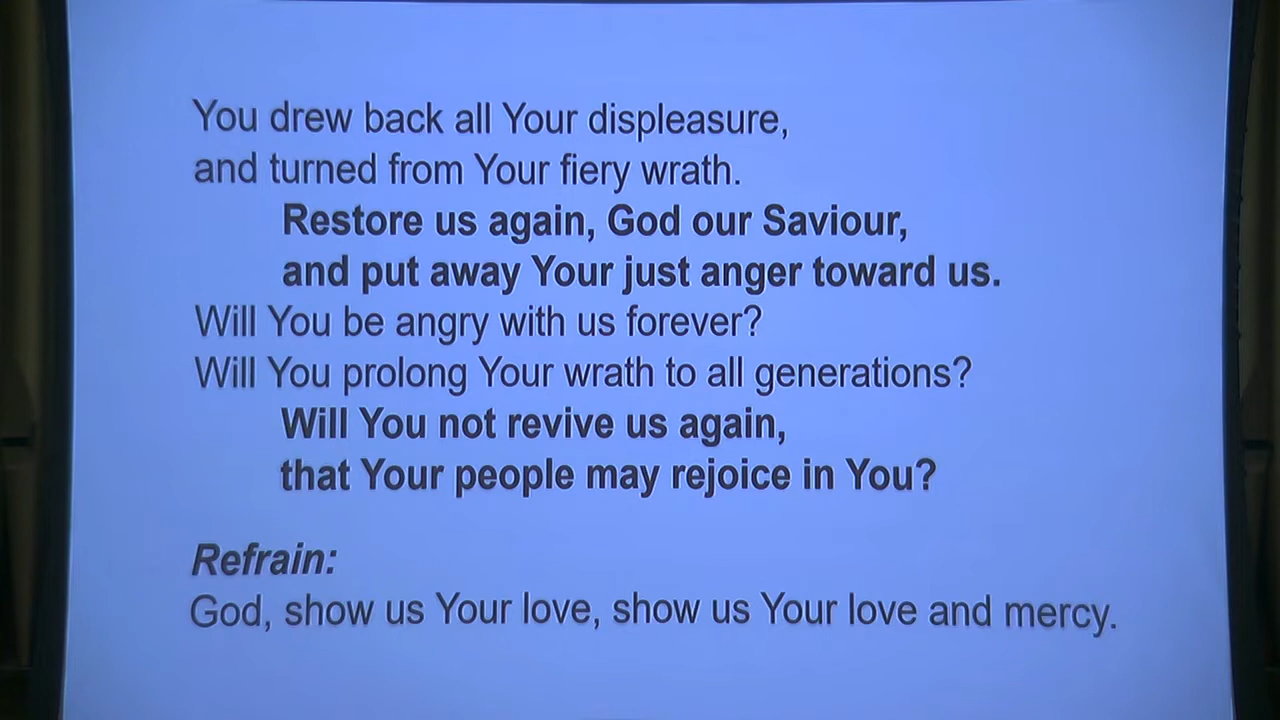 You drew back all Your displeasure,
and turned from Your fiery wrath.
Restore us again, God our Saviour,
and put away Your just anger toward us.
Will You be angry with us forever?
Will You prolong Your wrath to all generations?
Will You not revive us again,
that Your people may rejoice in You?
Refrain:
God, show us Your love, show us Your love and mercy.